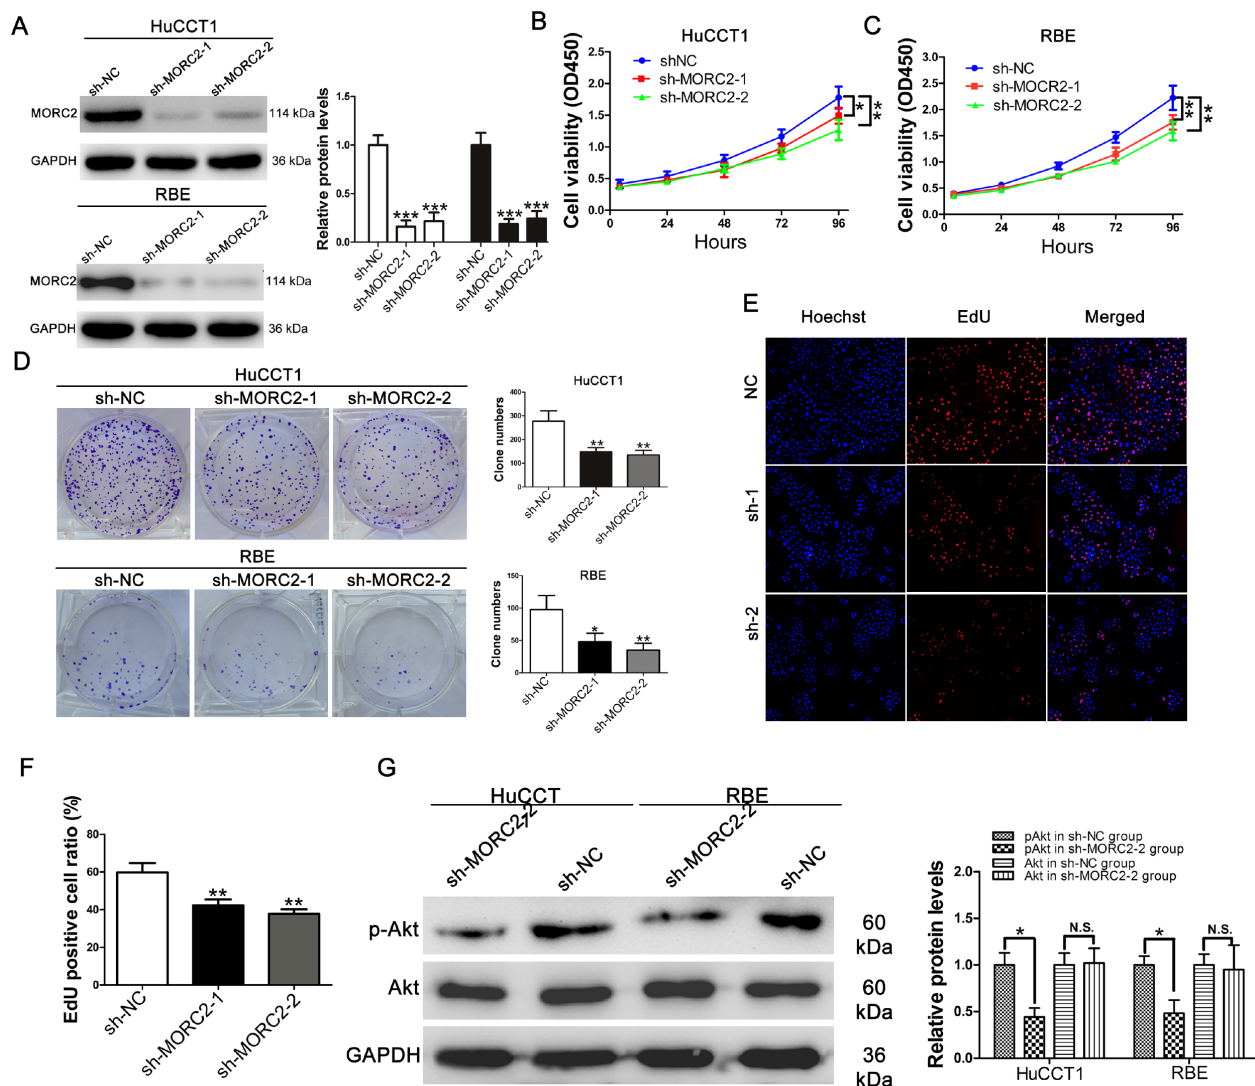 A
HuCCT1
sh-NC
sh-MORC2-1
sh-MORC2-2
MORC2
114 kDa
GAPDH
36 kDa
RBE
sh-NC
sh-MORC2-1
sh-MORC2-2
MORC2
114 kDa
GAPDH
36 kDa
Relative protein levels
1.5
1.0
0.5
0.0
***
***
***
***
sh-NC
sh-MORC2-1
sh-MORC2-2
sh-NC
sh-MORC2-1
sh-MORC2-2
B
HuCCT1
Cell viability (OD450)
2.5
2.0
1.5
1.0
0.5
0.0
shNC
sh-MORC2-1
sh-MORC2-2
*
**
0
24
48
72
96
Hours
C
RBE
Cell viability (OD450)
3.0
2.5
2.0
1.5
1.0
0.5
0.0
sh-NC
sh-MOCR2-1
sh-MORC2-2
**
**
0
24
48
72
96
Hours
D
HuCCT1
sh-NC
sh-MORC2-1
sh-MORC2-2
RBE
sh-NC
sh-MORC2-1
sh-MORC2-2
HuCCT1
Clone numbers
400
300
200
100
0
**
**
sh-NC
sh-MORC2-1
sh-MORC2-2
RBE
Clone numbers
150
100
50
0
*
**
sh-NC
sh-MORC2-1
sh-MORC2-2
E
Hoechst
EdU
Merged
NC
sh-1
sh-2
F
EdU positive cell ratio (%)
80
60
40
20
0
**
**
sh-NC
sh-MORC2-1
sh-MORC2-2
G
HuCCT
RBE
sh-MORC2-2
1
sh-NC
sh-MORC2-2
sh-NC
p-Akt
60
kDa
Akt
60
kDa
GAPDH
36
kDa
pAkt in sh-NC group
pAkt in sh-MORC2-2 group
Akt in sh-NC group
Akt in sh-MORC2-2 group
Relative protein levels
2.0
1.5
1.0
0.5
0.0
*
N.S.
*
N.S.
HuCCT1
RBE